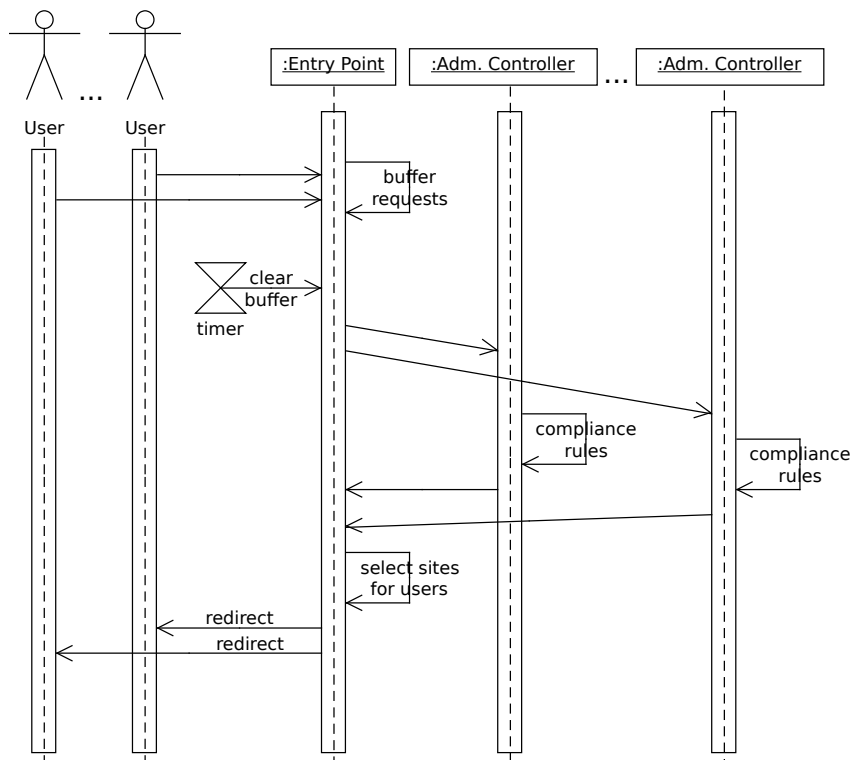 :Entry Point
:Adm. Controller
...
:Adm. Controller
...
User
User
buffer
requests
clear
buffer
timer
compliance
rules
compliance
rules
select sites
for users
redirect
redirect